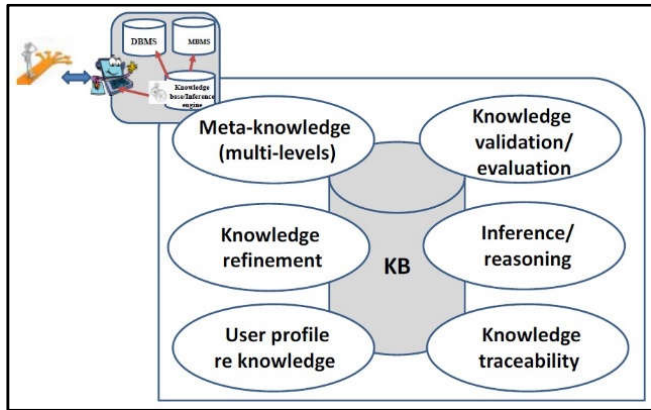 DBMS
MBMS
Knowledge
base/Inference
engine
Meta-knowledge
(multi-levels)
Knowledge
validation/
evaluation
Knowledge
refinement
KB
Inference/
reasoning
User profile
re knowledge
Knowledge
traceability